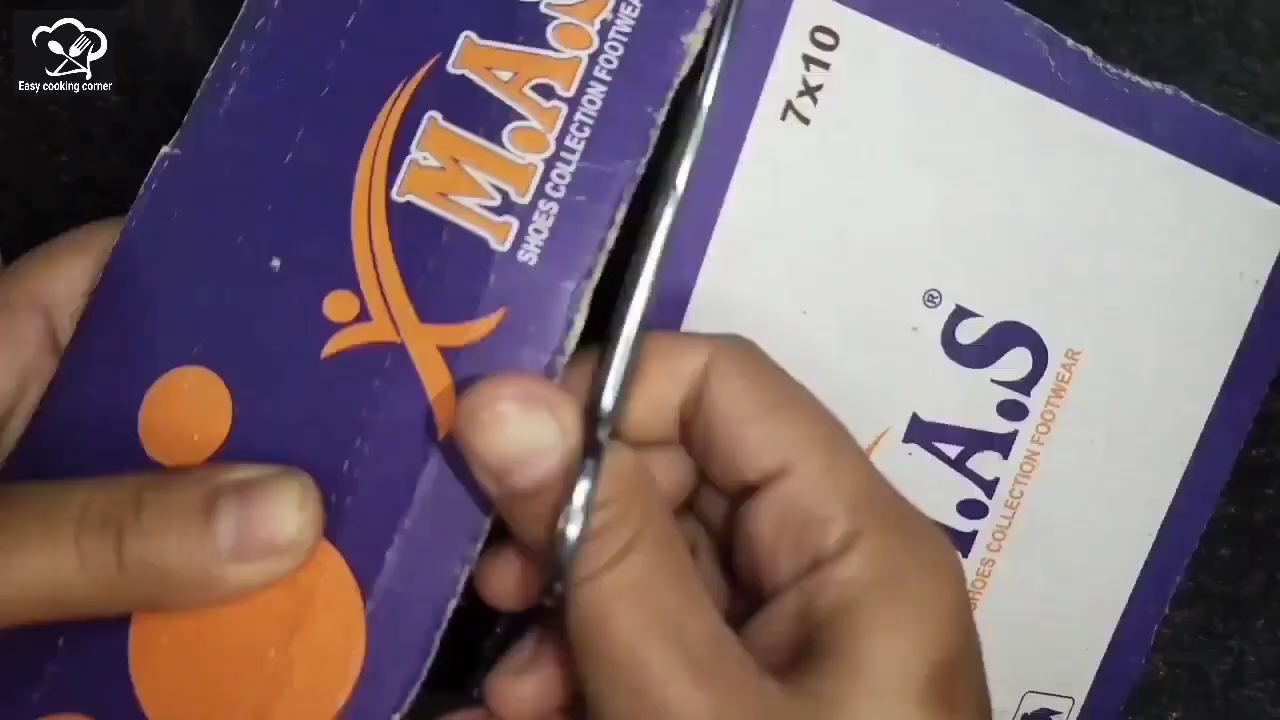 Easy cooking corner
M.A.S
SHOES COLLECTION FOOTWEAR
7x10
®
.A.S
SHOES COLLECTION FOOTWEAR